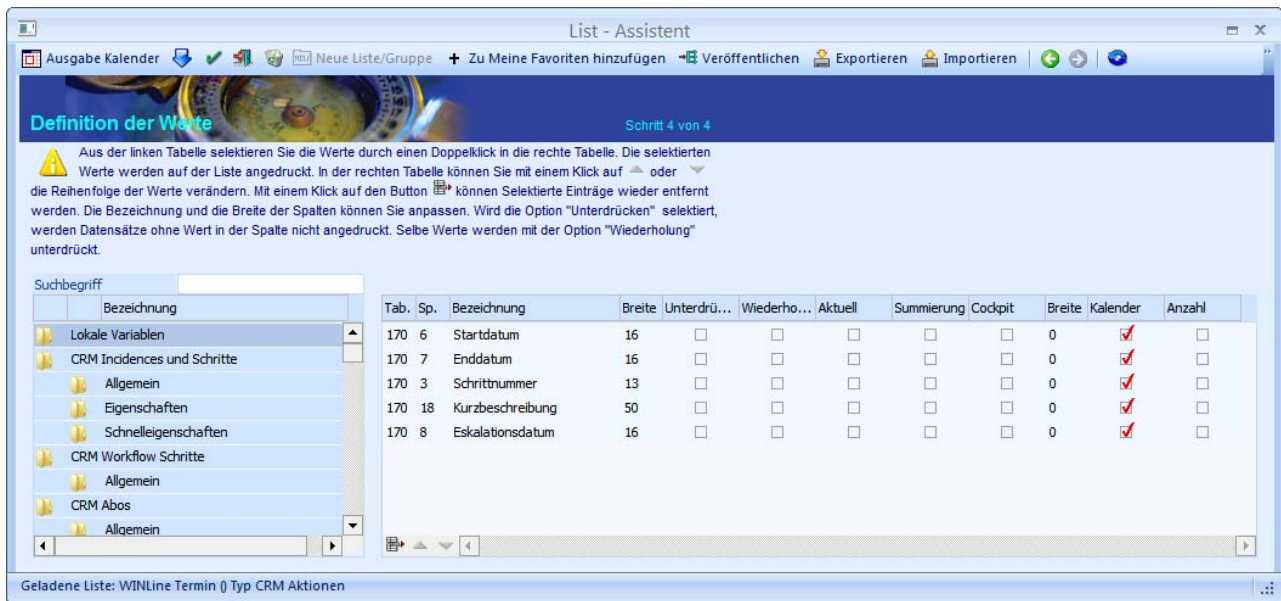 List - Assistent
Ausgabe Kalender Neue Liste/Gruppe + Zu Meine Favoriten hinzufügen Veröffentlichen Exportieren Importieren
Definition der Werte
Schritt 4 von 4
Aus der linken Tabelle selektieren Sie die Werte durch einen Doppelklick in die rechte Tabelle. Die selektierten
Werte werden auf der Liste angedruckt. In der rechten Tabelle können Sie mit einem Klick auf oder
die Reihenfolge der Werte verändern. Mit einem Klick auf den Button können Selektierte Einträge wieder entfernt
werden. Die Bezeichnung und die Breite der Spalten können Sie anpassen. Wird die Option "Unterdrücken" selektiert,
werden Datensätze ohne Wert in der Spalte nicht angedruckt. Selbe Werte werden mit der Option "Wiederholung"
unterdrückt.
Suchbegriff
Bezeichnung
Lokale Variablen
CRM Incidences und Schritte
Allgemein
Eigenschaften
Schnelleigenschaften
CRM Workflow Schritte
Allgemein
CRM Abos
Allgemein
Tab. Sp. Bezeichnung Breite Unterdrü... Wiederho... Aktuell Summierung Cockpit Breite Kalender Anzahl
170 6 Startdatum 16 0
170 7 Enddatum 16 0
170 3 Schrittnummer 13 0
170 18 Kurzbeschreibung 50 0
170 8 Eskalationsdatum 16 0
Geladene Liste: WINLine Termin () Typ CRM Aktionen